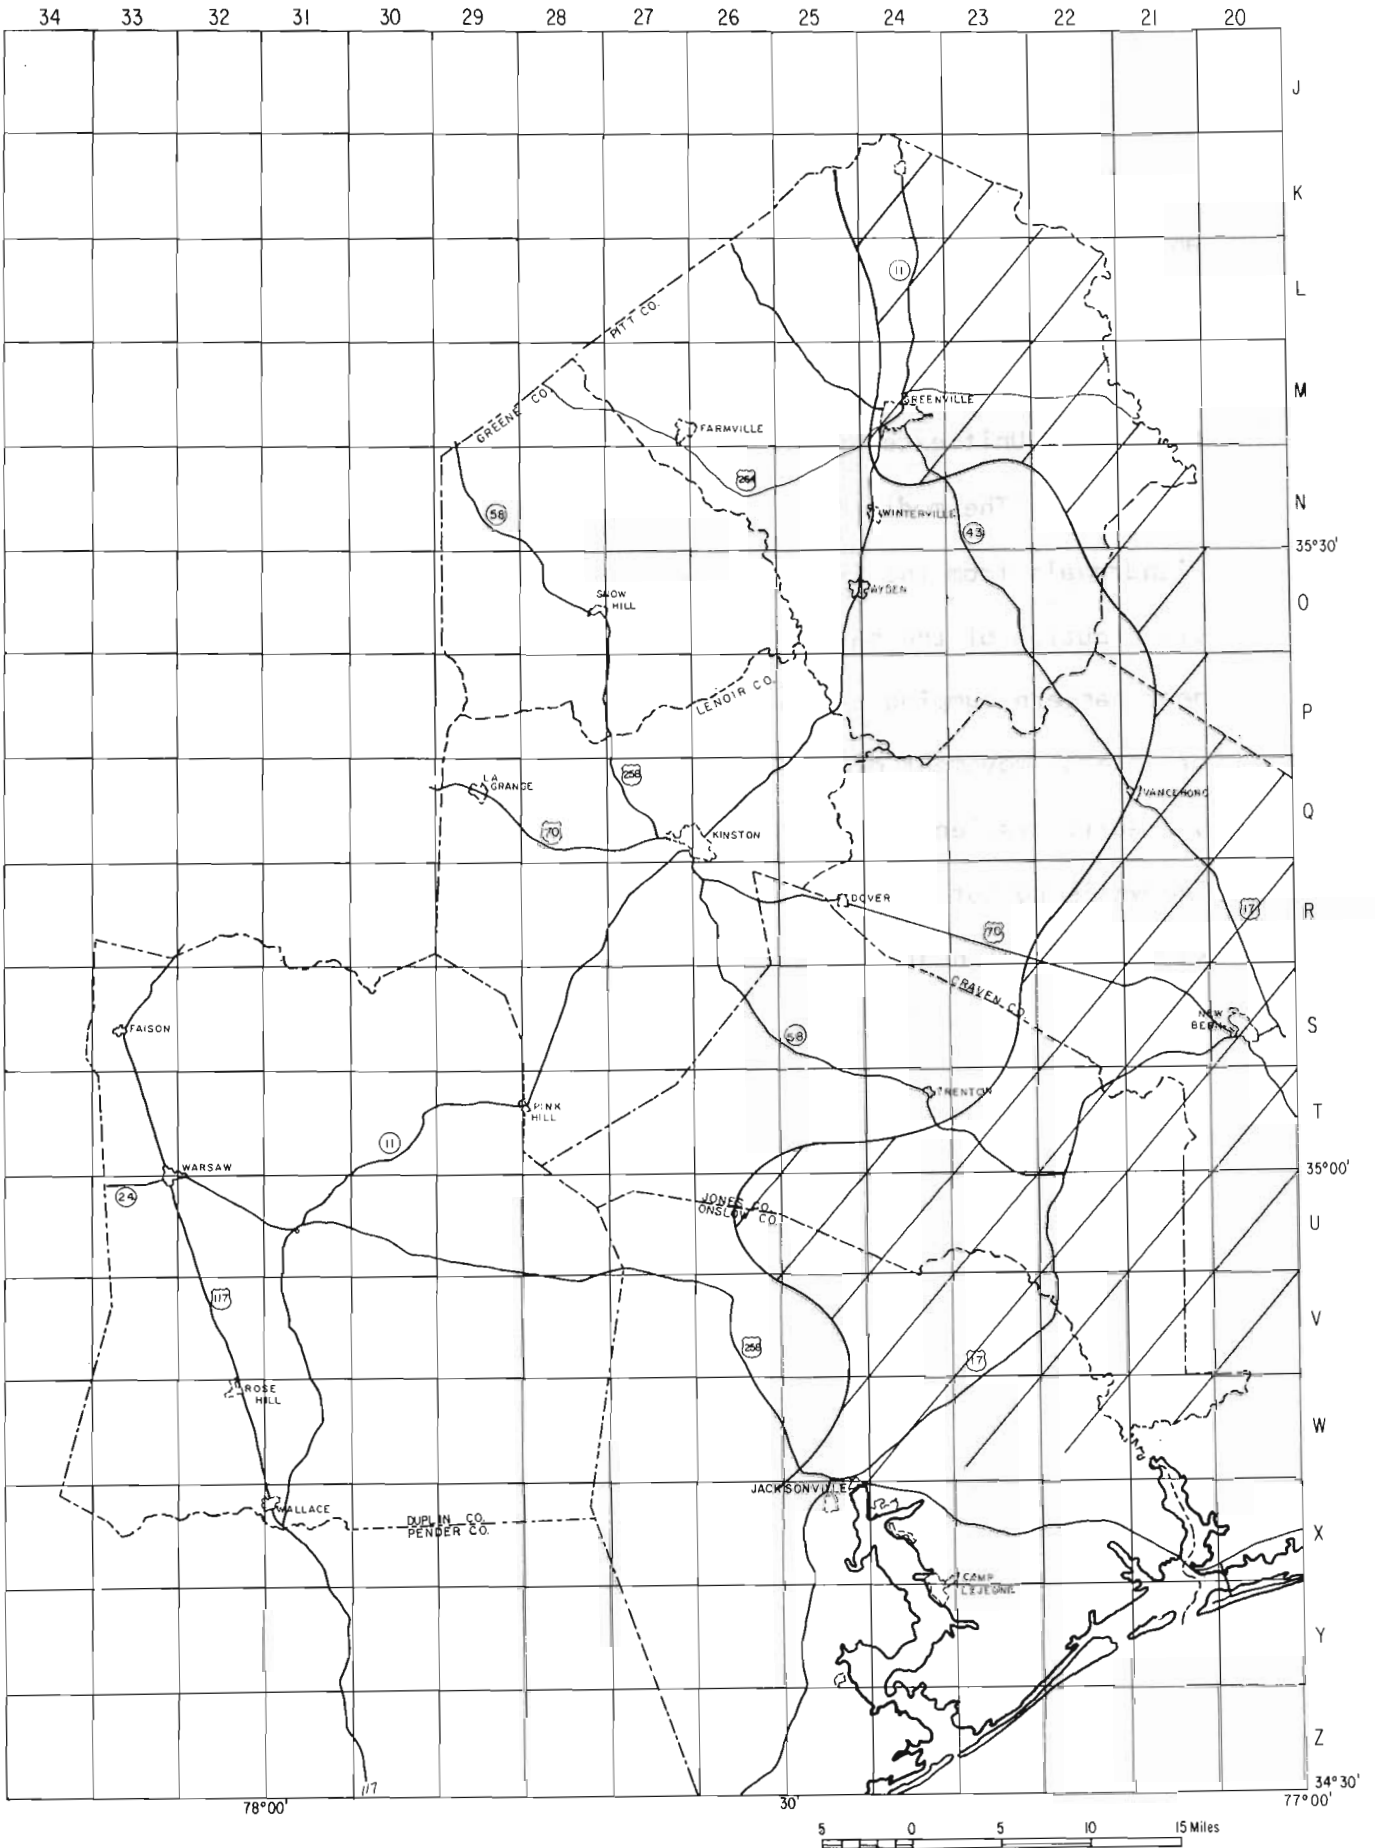 34 33 32 31 30 29 28 27 26 25 24 23 22 21 20
J
K
11
L
PITT CO.
GREENE CO.
M
GREENVILLE
FARMVILLE
264
N
58
WINTERVILLE
43
35°30'
SNOW
HILL
AYDEN
O
LENOIR CO.
P
258
LA
GRANGE
Q
70
KINSTON
DOVER
17
R
70
CRAVEN CO.
NEW
BERN
S
FAISON
58
TRENTON
T
PINK
HILL
11
WARSAW
35°00'
24
JONES CO.
ONSLOW CO.
U
117
V
258
17
ROSE
HILL
W
JACKSONVILLE
WALLACE
DUPLIN CO.
PENDER CO.
X
CAMP
LEJEUNE
Y
Z
117
34°30'
78°00' 30' 77°00'
5 0 5 10 15 Miles